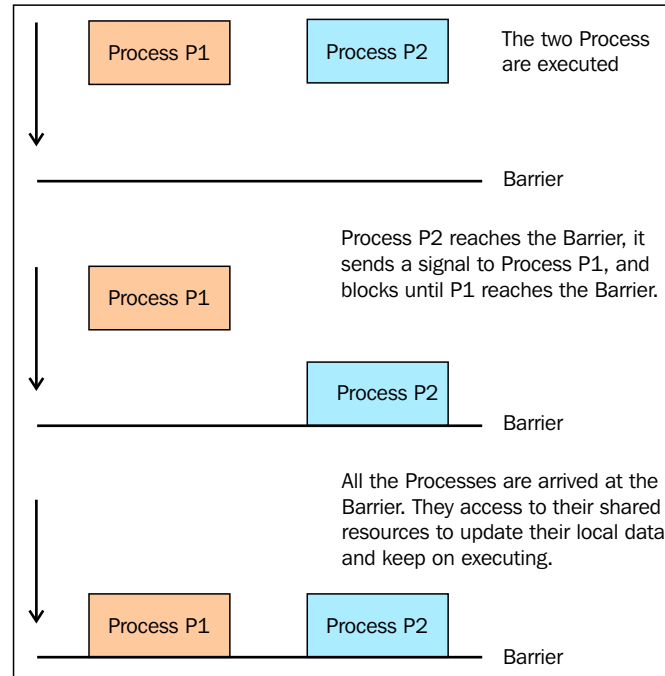 Process P1
Process P2
The two Process
are executed
Barrier
Process P2 reaches the Barrier, it
sends a signal to Process P1, and
blocks until P1 reaches the Barrier.
Process P1
Process P2
Barrier
All the Processes are arrived at the
Barrier. They access to their shared
resources to update their local data
and keep on executing.
Process P1
Process P2
Barrier